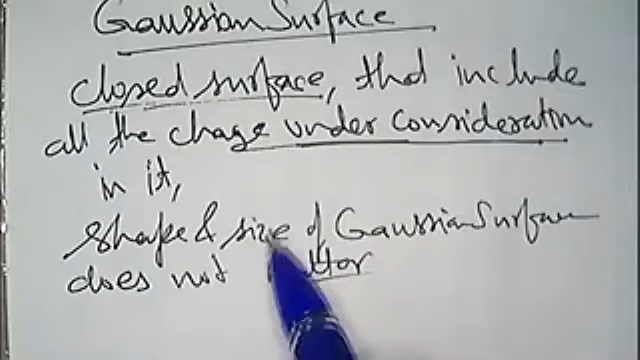 Gaussian Surface
closed surface, that include
all the chage under consideration
in it,
shape & size of Gaussian Surface
does not